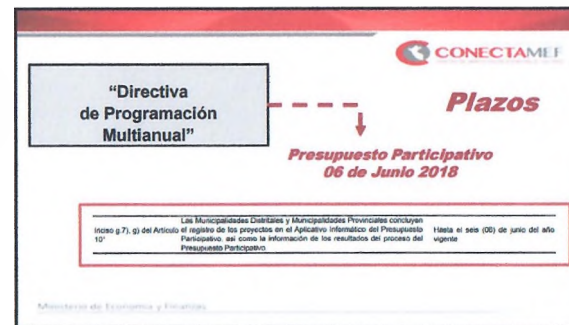 CONECTAMEF
“Directiva
de Programación
Multianual”
Plazos
Presupuesto Participativo
06 de Junio 2018
Las Municipalidades Distritales y Municipalidades Provinciales concluyen
inciso g.7), g) del Artículo el registro de los proyectos en el Aplicativo Informático del Presupuesto Hasta el seis (06) de junio del año
10° Participativo, así como la información de los resultados del proceso del vigente
Presupuesto Participativo.
Ministerio de Economía y Finanzas